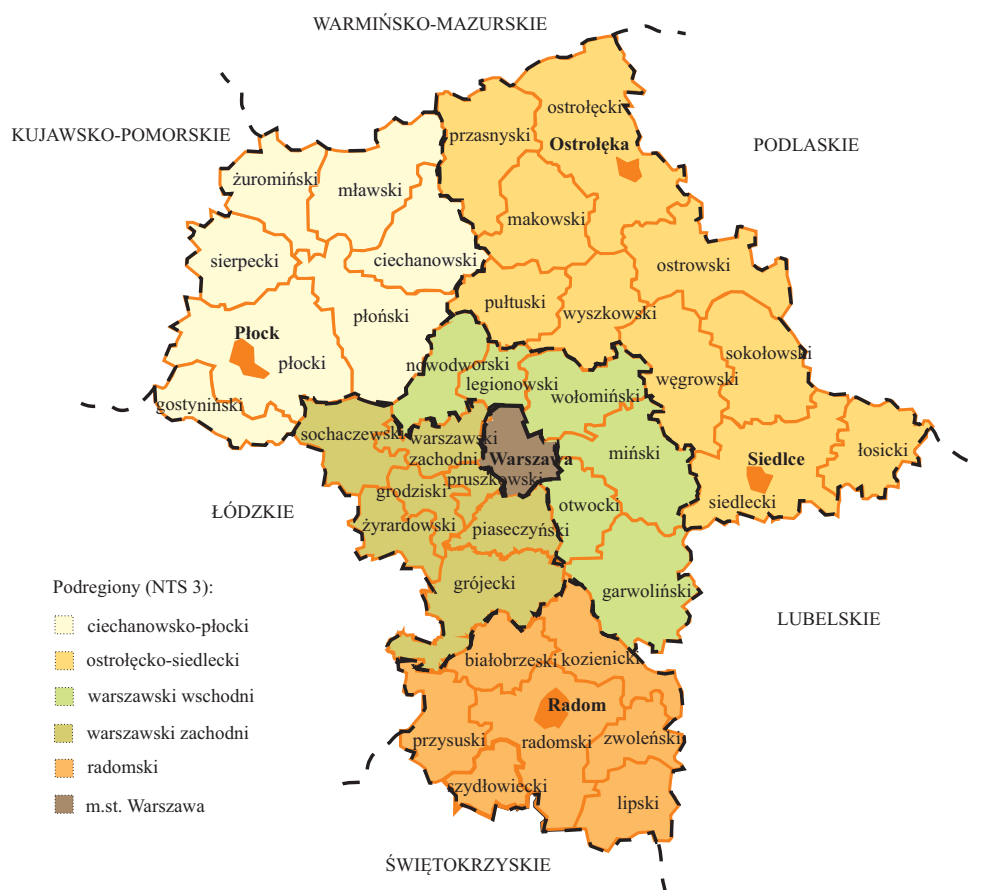 WARMIŃSKO-MAZURSKIE
KUJAWSKO-POMORSKIE
PODLASKIE
ostrołęcki
przasnyski
Ostrołęka
żuromiński
mławski
makowski
sierpecki
ciechanowski
ostrowski
pułtuski
wyszkowski
płoński
Płock
płocki
sokołowski
nowodworski
legionowski
węgrowski
wołomiński
gostyniński
sochaczewski
warszawski
zachodni
Warszawa
miński
Siedlce
łosicki
pruszkowski
grodziski
otwocki
siedlecki
ŁÓDZKIE
żyrardowski
piaseczyński
grójecki
garwoliński
LUBELSKIE
białobrzeski
kozienicki
Radom
przysuski
radomski
zwoleński
szydłowiecki
lipski
ŚWIĘTOKRZYSKIE
Podregiony (NTS 3):
ciechanowsko-płocki
ostrołęcko-siedlecki
warszawski wschodni
warszawski zachodni
radomski
m.st. Warszawa